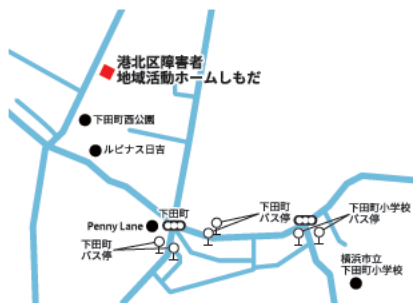 港北区障害者
地域活動ホームしもだ
下田町西公園
ルピナス日吉
下田町
Penny Lane
下田町
バス停
下田町
バス停
下田町小学校
バス停
横浜市立
下田町小学校